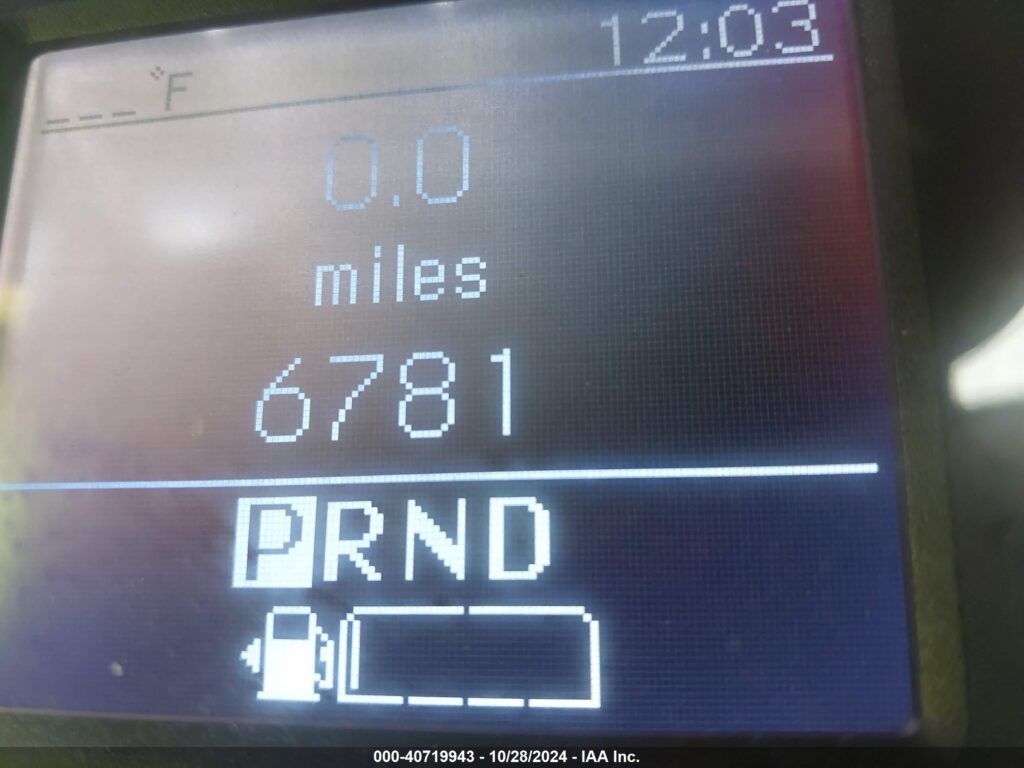 12:03
--- °F
0.0
miles
6781
PRND
000-40719943 - 10/28/2024 - IAA Inc.